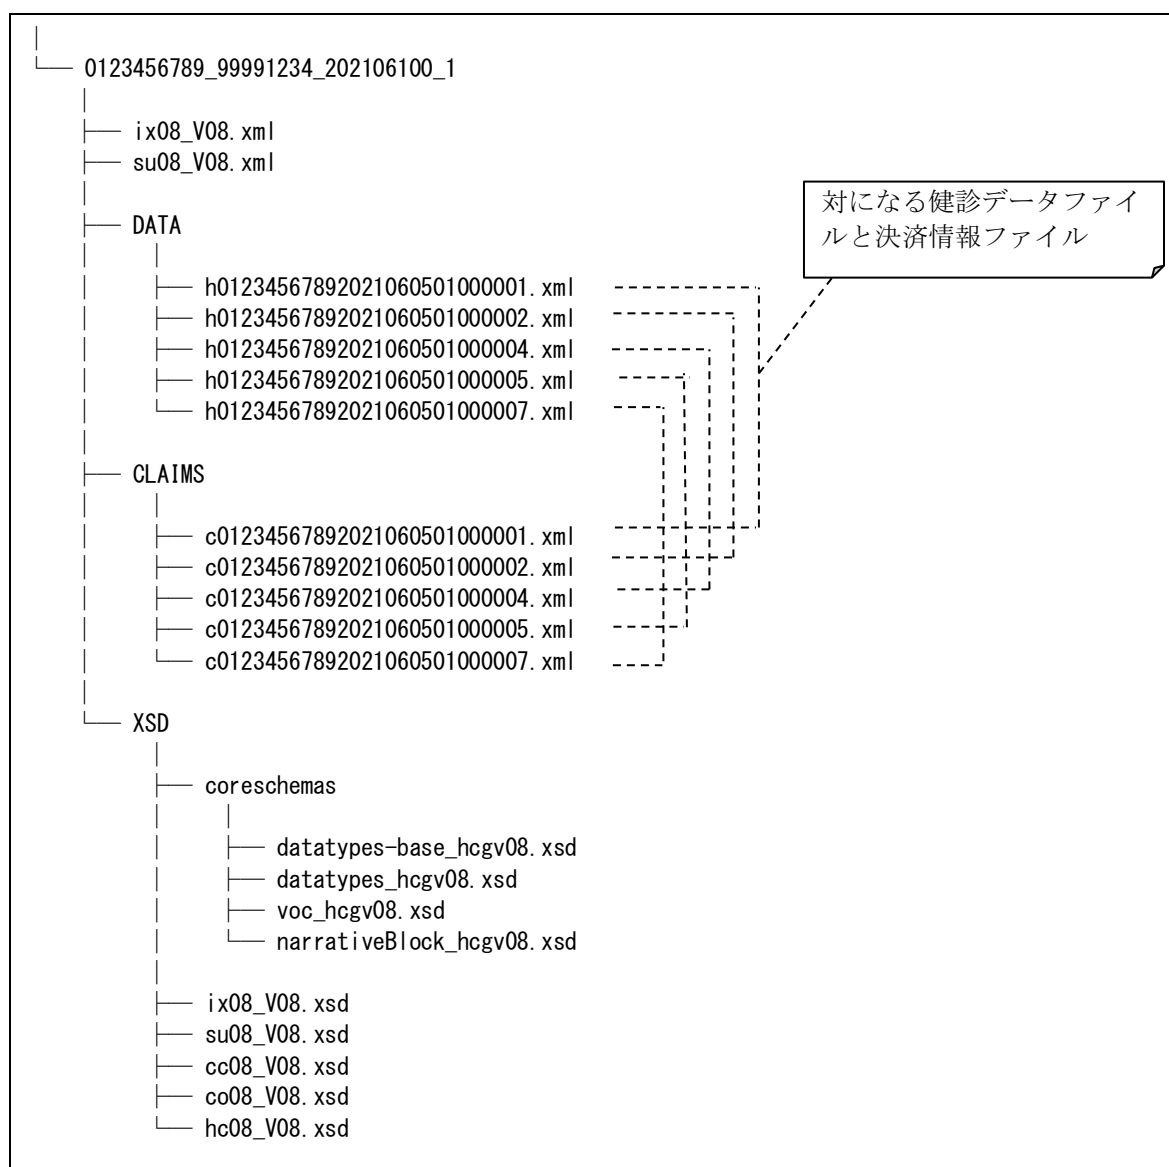 0123456789_99991234_202106100_1
ix08_V08.xml
su08_V08.xml
対になる健診データファイ
ルと決済情報ファイル
DATA
h01234567892021060501000001.xml
h01234567892021060501000002.xml
h01234567892021060501000004.xml
h01234567892021060501000005.xml
h01234567892021060501000007.xml
CLAIMS
c01234567892021060501000001.xml
c01234567892021060501000002.xml
c01234567892021060501000004.xml
c01234567892021060501000005.xml
c01234567892021060501000007.xml
XSD
coreschemas
datatypes-base_hcgv08.xsd
datatypes_hcgv08.xsd
voc_hcgv08.xsd
narrativeBlock_hcgv08.xsd
ix08_V08.xsd
su08_V08.xsd
cc08_V08.xsd
co08_V08.xsd
hc08_V08.xsd